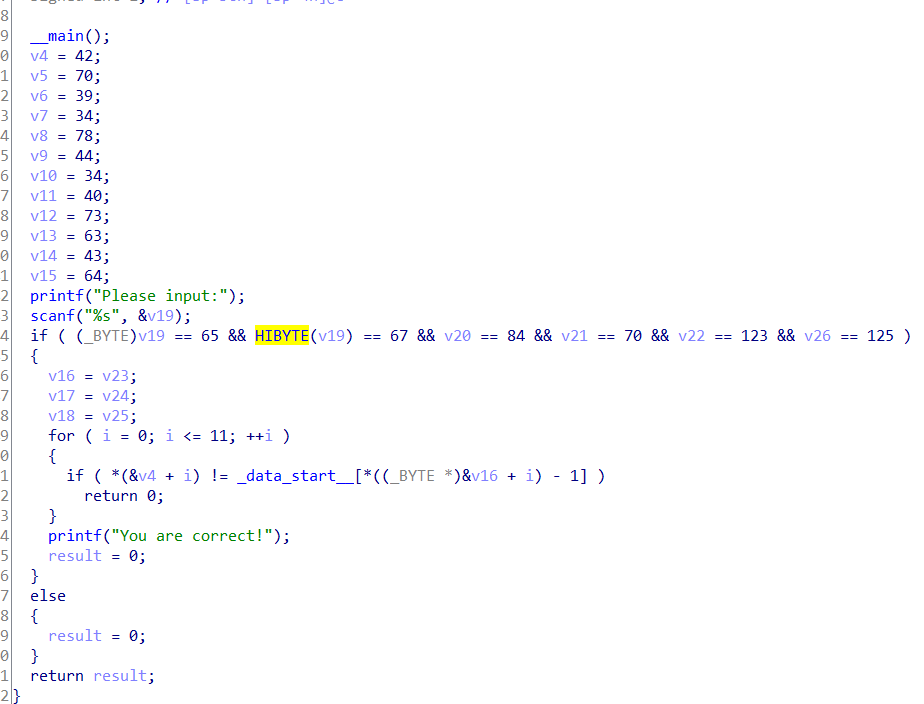 8
9 __main();
0 v4 = 42;
1 v5 = 70;
2 v6 = 39;
3 v7 = 34;
4 v8 = 78;
5 v9 = 44;
6 v10 = 34;
7 v11 = 40;
8 v12 = 73;
9 v13 = 63;
0 v14 = 43;
1 v15 = 64;
2 printf("Please input:");
3 scanf("%s", &v19);
4 if ( (_BYTE)v19 == 65 && HIBYTE(v19) == 67 && v20 == 84 && v21 == 70 && v22 == 123 && v26 == 125 )
5 {
6 v16 = v23;
7 v17 = v24;
8 v18 = v25;
9 for ( i = 0; i <= 11; ++i )
0 {
1 if ( *(&v4 + i) != _data_start__[*((_BYTE *)&v16 + i) - 1] )
2 return 0;
3 }
4 printf("You are correct!");
5 result = 0;
6 }
7 else
8 {
9 result = 0;
0 }
1 return result;
2 }